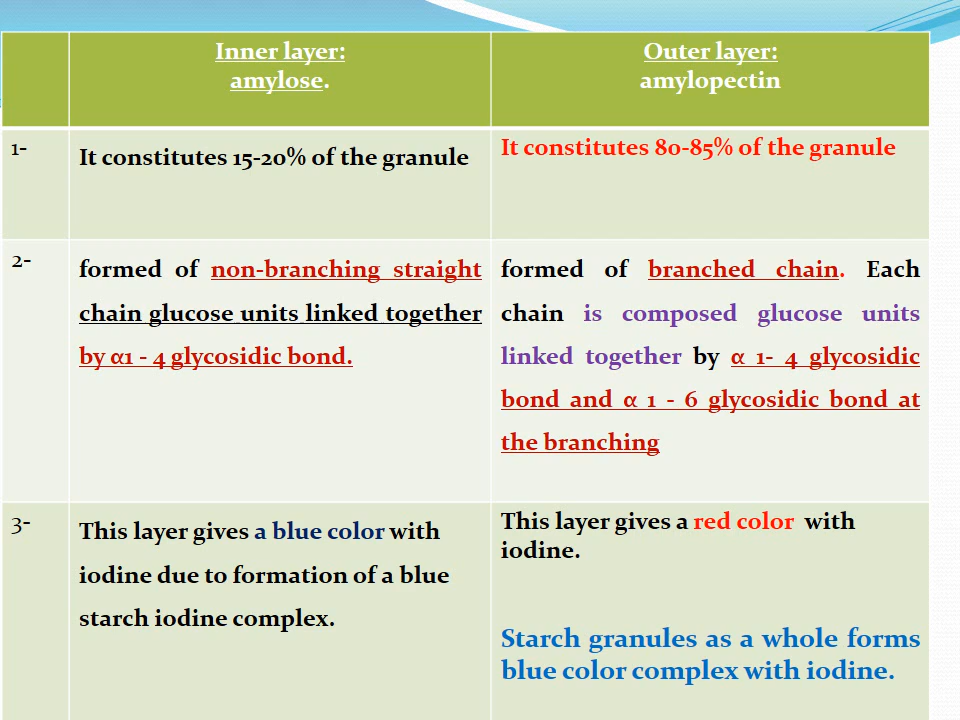 Inner layer:
amylose.
Outer layer:
amylopectin
1-
It constitutes 15-20% of the granule
It constitutes 80-85% of the granule
2-
formed of non-branching straight
chain glucose units linked together
by α1 - 4 glycosidic bond.
formed of branched chain. Each
chain is composed glucose units
linked together by α 1- 4 glycosidic
bond and α 1 - 6 glycosidic bond at
the branching
3-
This layer gives a blue color with
iodine due to formation of a blue
starch iodine complex.
This layer gives a red color with
iodine.
Starch granules as a whole forms
blue color complex with iodine.